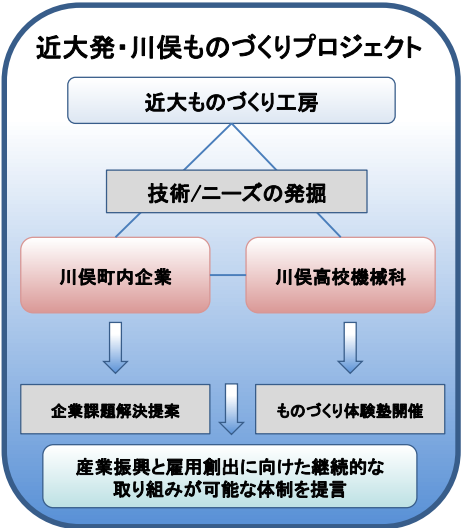 近大発・川俣ものづくりプロジェクト
近大ものづくり工房
技術/ニーズの発掘
川俣町内企業
川俣高校機械科
企業課題解決提案
ものづくり体験塾開催
産業振興と雇用創出に向けた継続的な
取り組みが可能な体制を提言